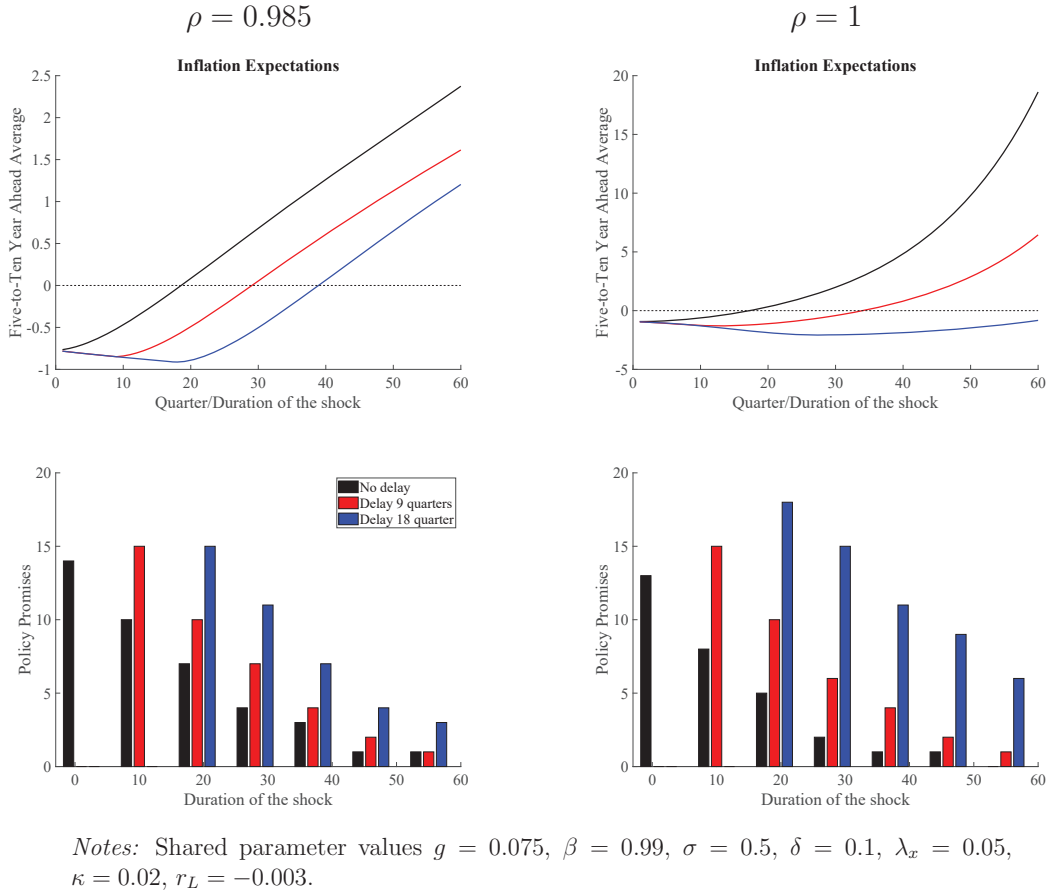 ρ = 0.985
ρ = 1
Inflation Expectations
Five-to-Ten Year Ahead Average
2.5
2
1.5
1
0.5
0
-0.5
-1
0 10 20 30 40 50 60
Quarter/Duration of the shock
Inflation Expectations
Five-to-Ten Year Ahead Average
20
15
10
5
0
-5
0 10 20 30 40 50 60
Quarter/Duration of the shock
Policy Promises
20
15
10
5
0
No delay
Delay 9 quarters
Delay 18 quarter
0 10 20 30 40 50 60
Duration of the shock
Policy Promises
20
15
10
5
0
0 10 20 30 40 50 60
Duration of the shock
Notes: Shared parameter values g = 0.075, β = 0.99, σ = 0.5, δ = 0.1, λx = 0.05,
κ = 0.02, rL = −0.003.